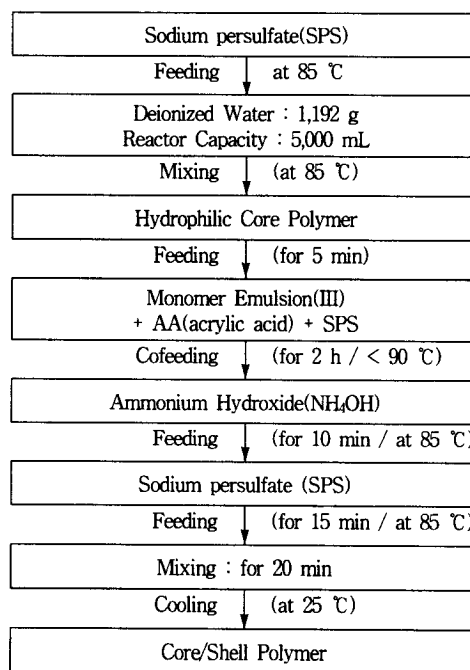 Sodium persulfate(SPS)
Feeding at 85 ℃
Deionized Water : 1,192 g
Reactor Capacity : 5,000 mL
Mixing (at 85 ℃)
Hydrophilic Core Polymer
Feeding (for 5 min)
Monomer Emulsion(III)
+ AA(acrylic acid) + SPS
Cofeeding (for 2 h / < 90 ℃)
Ammonium Hydroxide(NH₄OH)
Feeding (for 10 min / at 85 ℃)
Sodium persulfate (SPS)
Feeding (for 15 min / at 85 ℃)
Mixing : for 20 min
Cooling (at 25 ℃)
Core/Shell Polymer